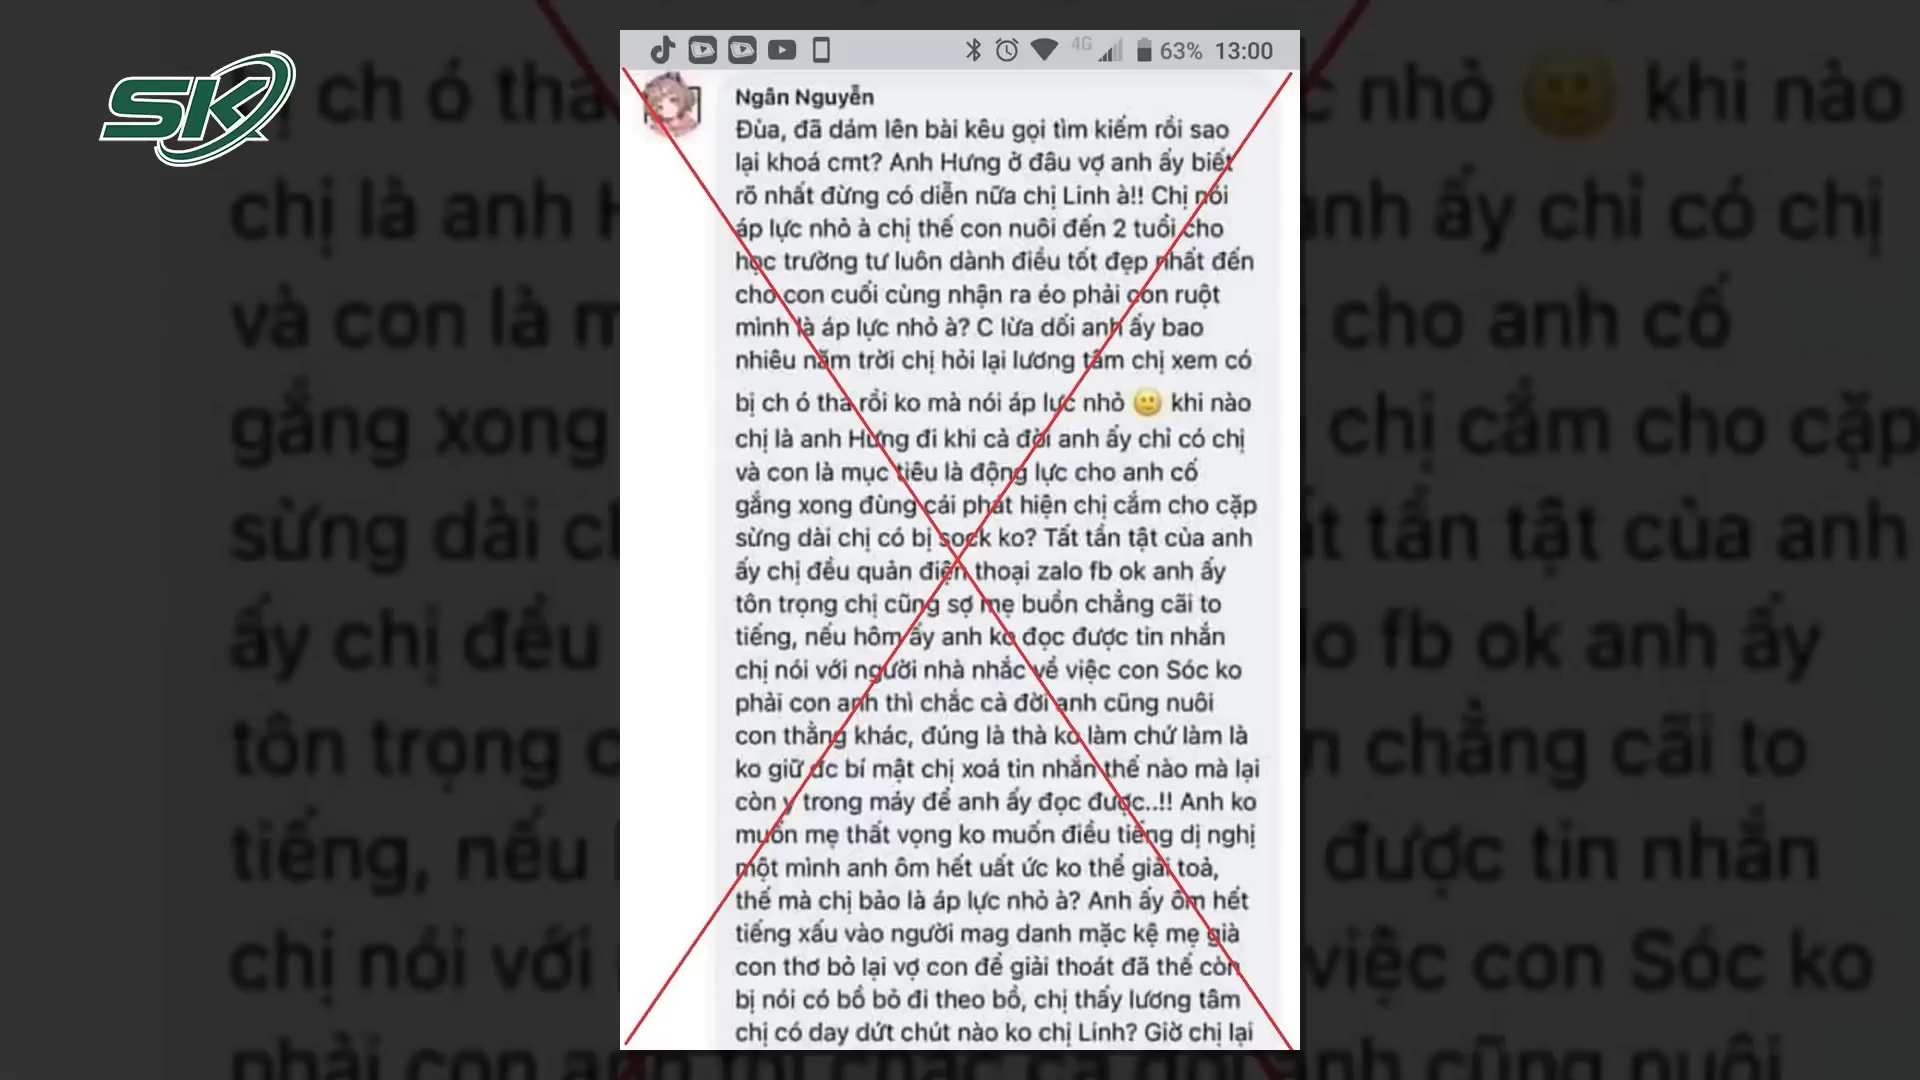 SK
63% 13:00
4G
Ngân Nguyễn
Đùa, đã dám lên bài kêu gọi tìm kiếm rồi sao
lại khoá cmt? Anh Hưng ở đâu vợ anh ấy biết
rõ nhất đừng có diễn nữa chị Linh à!! Chị nói
áp lực nhỏ à chị thế con nuôi đến 2 tuổi cho
học trường tư luôn dành điều tốt đẹp nhất đến
cho con cuối cùng nhận ra éo phải con ruột
mình là áp lực nhỏ à? C lừa dối anh ấy bao
nhiêu năm trời chị hỏi lại lương tâm chị xem có
bị ch ó tha rồi ko mà nói áp lực nhỏ 🙂 khi nào
chị là anh Hưng đi khi cả đời anh ấy chỉ có chị
và con là mục tiêu là động lực cho anh cố
gắng xong đùng cái phát hiện chị cắm cho cặp
sừng dài chị có bị sock ko? Tất tần tật của anh
ấy chị đều quản điện thoại zalo fb ok anh ấy
tôn trọng chị cũng sợ mẹ buồn chẳng cãi to
tiếng, nếu hôm ấy anh ko đọc được tin nhắn
chị nói với người nhà nhắc về việc con Sóc ko
phải con anh thì chắc cả đời anh cũng nuôi
con thằng khác, đúng là thà ko làm chứ làm là
ko giữ đc bí mật chị xoá tin nhắn thế nào mà lại
còn y trong máy để anh ấy đọc được..!! Anh ko
muốn mẹ thất vọng ko muốn điều tiếng dị nghị
một mình anh ôm hết uất ức ko thể giải toả,
thế mà chị bảo là áp lực nhỏ à? Anh ấy ôm hết
tiếng xấu vào người mag danh mặc kệ mẹ già
con thơ bỏ lại vợ con để giải thoát đã thế còn
bị nói có bồ bỏ đi theo bồ, chị thấy lương tâm
chị có day dứt chút nào ko chị Linh? Giờ chị lại